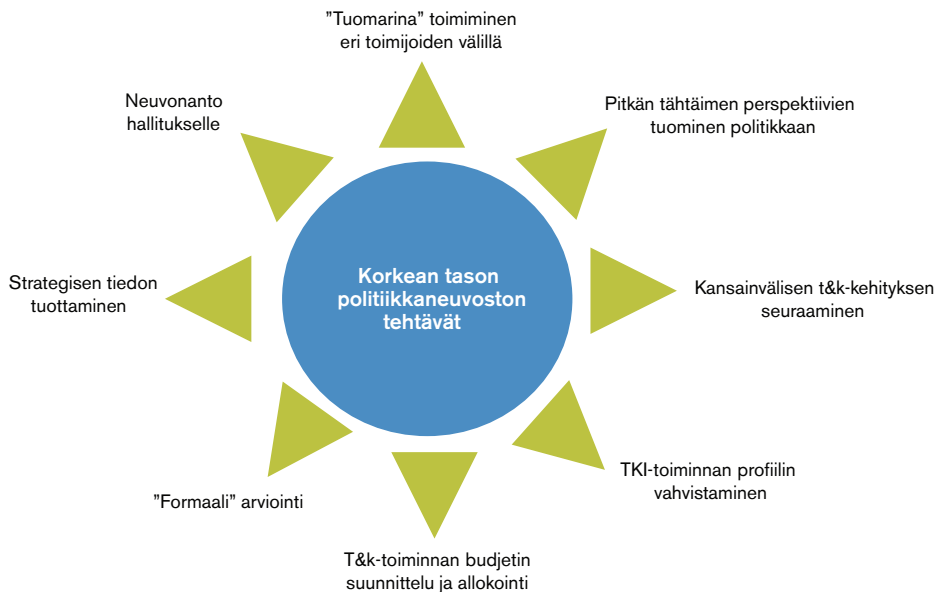 ”Tuomarina” toimiminen
eri toimijoiden välillä
Neuvonanto
hallitukselle
Pitkän tähtäimen perspektiivien
tuominen politikkaan
Strategisen tiedon
tuottaminen
Korkean tason
politiikkaneuvoston
tehtävät
Kansainvälisen t&k-kehityksen
seuraaminen
”Formaali” arviointi
TKI-toiminnan profiilin
vahvistaminen
T&k-toiminnan budjetin
suunnittelu ja allokointi